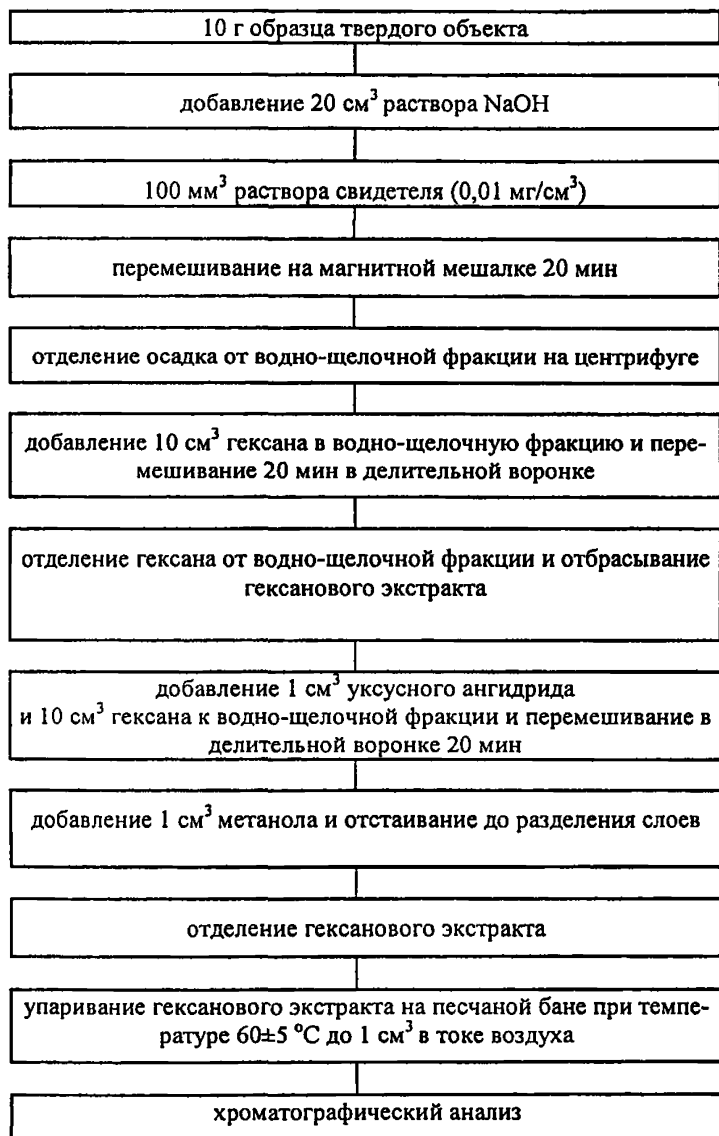 10 г образца твердого объекта
добавление 20 см³ раствора NaOH
100 мм³ раствора свидетеля (0,01 мг/см³)
перемешивание на магнитной мешалке 20 мин
отделение осадка от водно-щелочной фракции на центрифуге
добавление 10 см³ гексана в водно-щелочную фракцию и пере-
мешивание 20 мин в делительной воронке
отделение гексана от водно-щелочной фракции и отбрасывание
гексанового экстракта
добавление 1 см³ уксусного ангидрида
и 10 см³ гексана к водно-щелочной фракции и перемешивание в
делительной воронке 20 мин
добавление 1 см³ метанола и отстаивание до разделения слоев
отделение гексанового экстракта
упаривание гексанового экстракта на песчаной бане при темпе-
ратуре 60±5 °С до 1 см³ в токе воздуха
хроматографический анализ